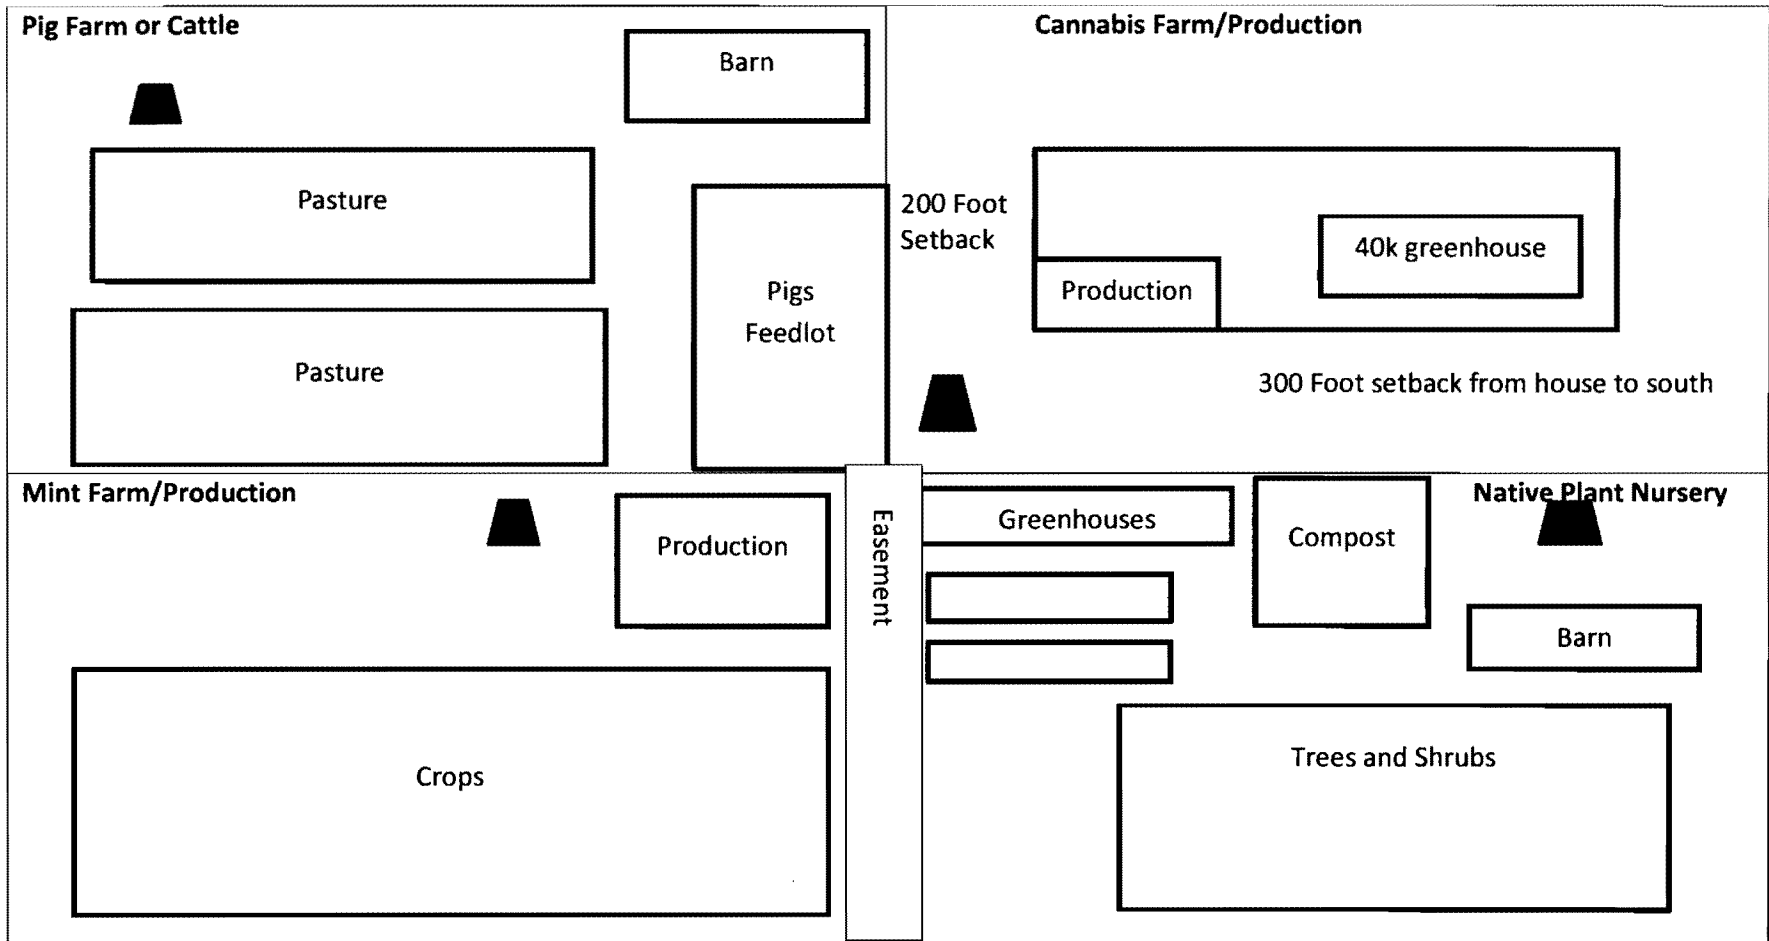 Pig Farm or Cattle
Barn
Pasture
Pasture
Pigs
Feedlot
Cannabis Farm/Production
200 Foot
Setback
40k greenhouse
Production
300 Foot setback from house to south
Mint Farm/Production
Production
Crops
Easement
Native Plant Nursery
Greenhouses
Compost
Barn
Trees and Shrubs